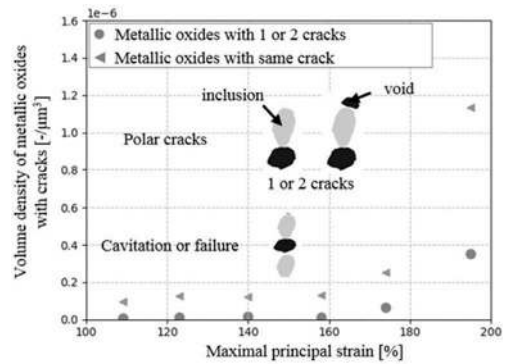 1e−6
Metallic oxides with 1 or 2 cracks
Metallic oxides with same crack
inclusion
void
Polar cracks
1 or 2 cracks
Cavitation or failure
Volume density of metallic oxides
with cracks [-/μm³]
1.6
1.4
1.2
1.0
0.8
0.6
0.4
0.2
0.0
100 120 140 160 180 200
Maximal principal strain [%]